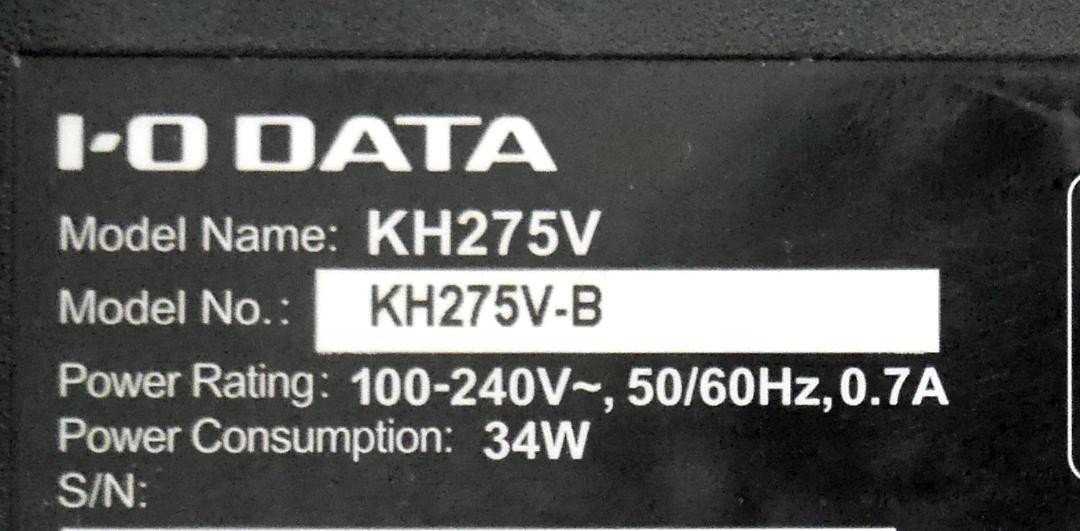 I-O DATA
Model Name: KH275V
Model No.: KH275V-B
Power Rating: 100-240V~, 50/60Hz, 0.7A
Power Consumption: 34W
S/N: